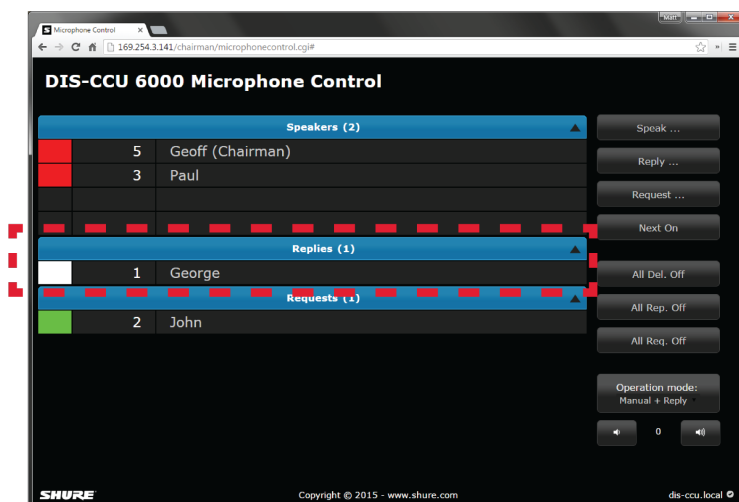 Matt
S Microphone Control ×
169.254.3.141/chairman/microphonecontrol.cgi#
DIS-CCU 6000 Microphone Control
Speakers (2)
5 Geoff (Chairman)
3 Paul
Replies (1)
1 George
Requests (1)
2 John
Speak ...
Reply ...
Request ...
Next On
All Del. Off
All Rep. Off
All Req. Off
Operation mode:
Manual + Reply
0
SHURE
Copyright © 2015 - www.shure.com
dis-ccu.local